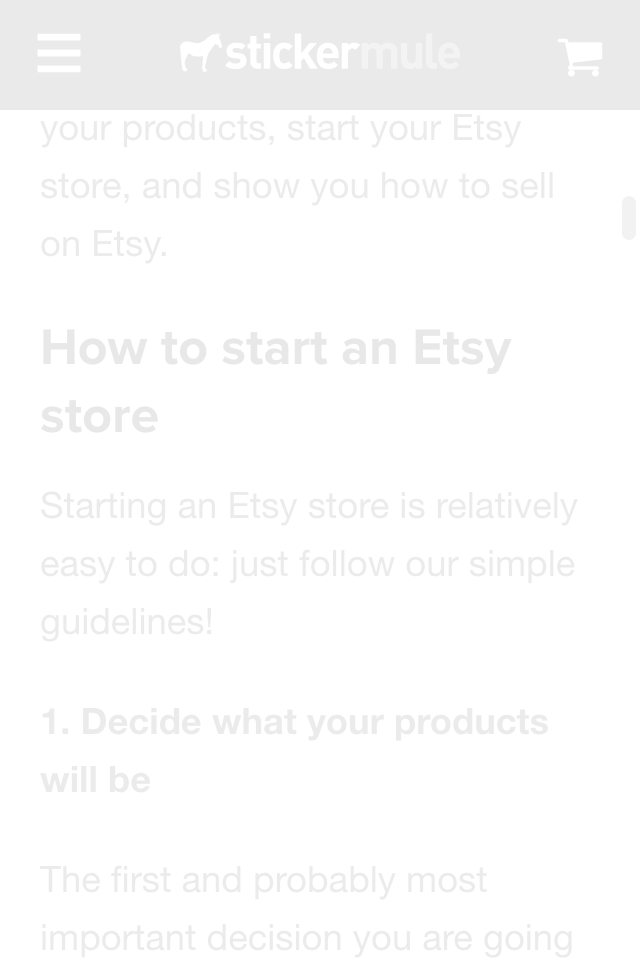 stickermule
your products, start your Etsy
store, and show you how to sell
on Etsy.
How to start an Etsy
store
Starting an Etsy store is relatively
easy to do: just follow our simple
guidelines!
1. Decide what your products
will be
The first and probably most
important decision you are going